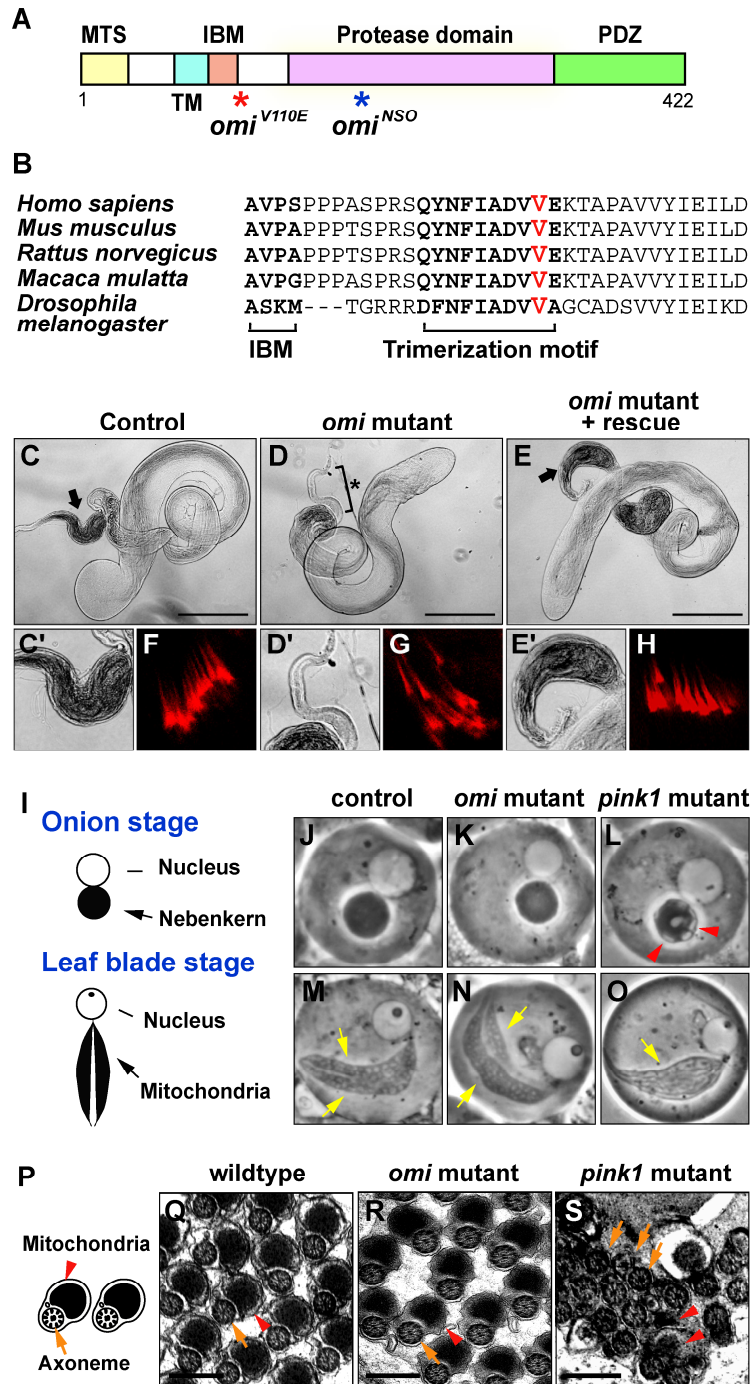 A
MTS IBM Protease domain PDZ
1 TM * * 422
omi V110E omi NSO
B
Homo sapiens AVPSPPPASPRSQYNFIADVVEKTAPAVVYIEILD
Mus musculus AVPAPPPTSPRSQYNFIADVVEKTAPAVVYIEILD
Rattus norvegicus AVPAPPPTSPRSQYNFIADVVEKTAPAVVYIEILD
Macaca mulatta AVPGPPPASPRSQYNFIADVVEKTAPAVVYIEILD
Drosophila melanogaster ASKM---TGRRRDFNFIADVVAGCADSVVYIEIKD
IBM Trimerization motif
Control omi mutant omi mutant + rescue
C D * E
C' F D' G E' H
I control omi mutant pink1 mutant
Onion stage
Nucleus
Nebenkern
J K L
Leaf blade stage
Nucleus
Mitochondria
M N O
P wildtype omi mutant pink1 mutant
Mitochondria
Axoneme
Q R S